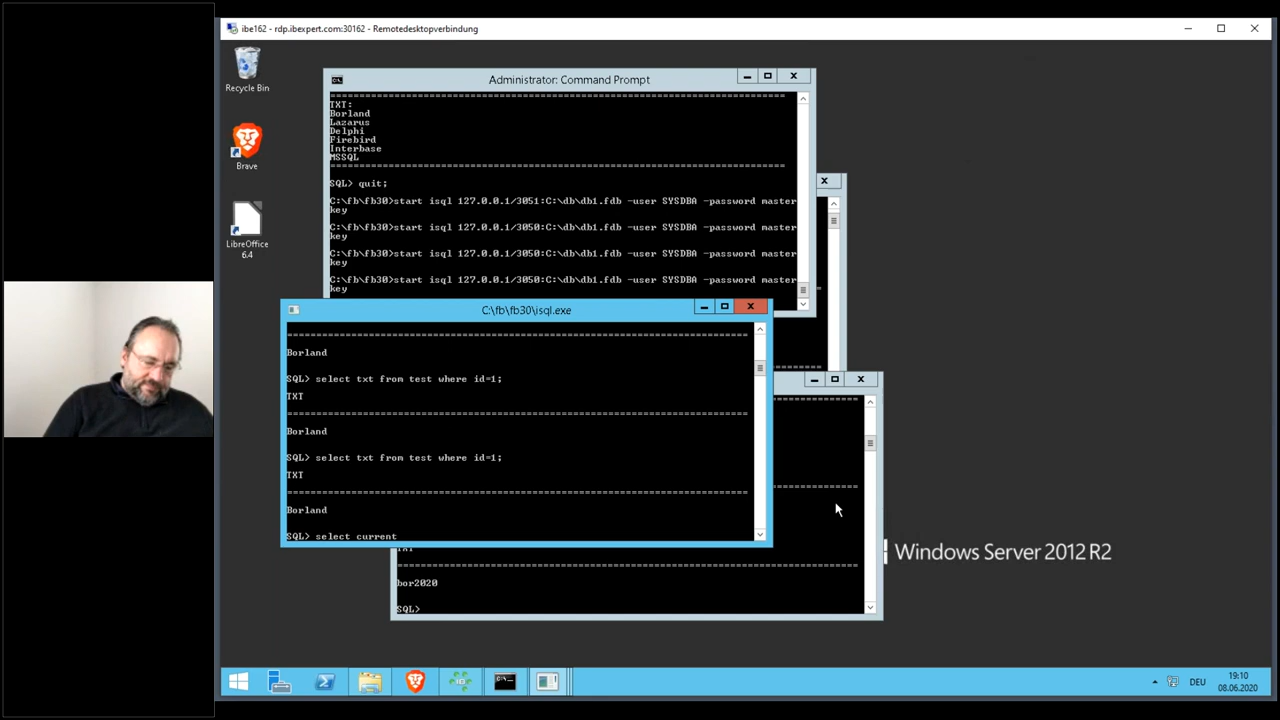 ibe162 - rdp.ibexpert.com:30162 - Remotedesktopverbindung
Recycle Bin
Brave
LibreOffice
6.4
Administrator: Command Prompt
================================================================================
TXT:
Borland
Lazarus
Delphi
Firebird
Interbase
MSSQL
================================================================================
SQL> quit;
C:\fb\fb30>start isql 127.0.0.1/3051:C:\db\db1.fdb -user SYSDBA -password master
key
C:\fb\fb30>start isql 127.0.0.1/3050:C:\db\db1.fdb -user SYSDBA -password master
key
C:\fb\fb30>start isql 127.0.0.1/3050:C:\db\db1.fdb -user SYSDBA -password master
key
C:\fb\fb30>start isql 127.0.0.1/3050:C:\db\db1.fdb -user SYSDBA -password master
key
C:\fb\fb30\isql.exe
================================================================================
Borland
SQL> select txt from test where id=1;
TXT
================================================================================
Borland
SQL> select txt from test where id=1;
TXT
================================================================================
Borland
SQL> select current
TXT
================================================================================
bor2020
SQL>
Windows Server 2012 R2
DEU
19:10
08.06.2020